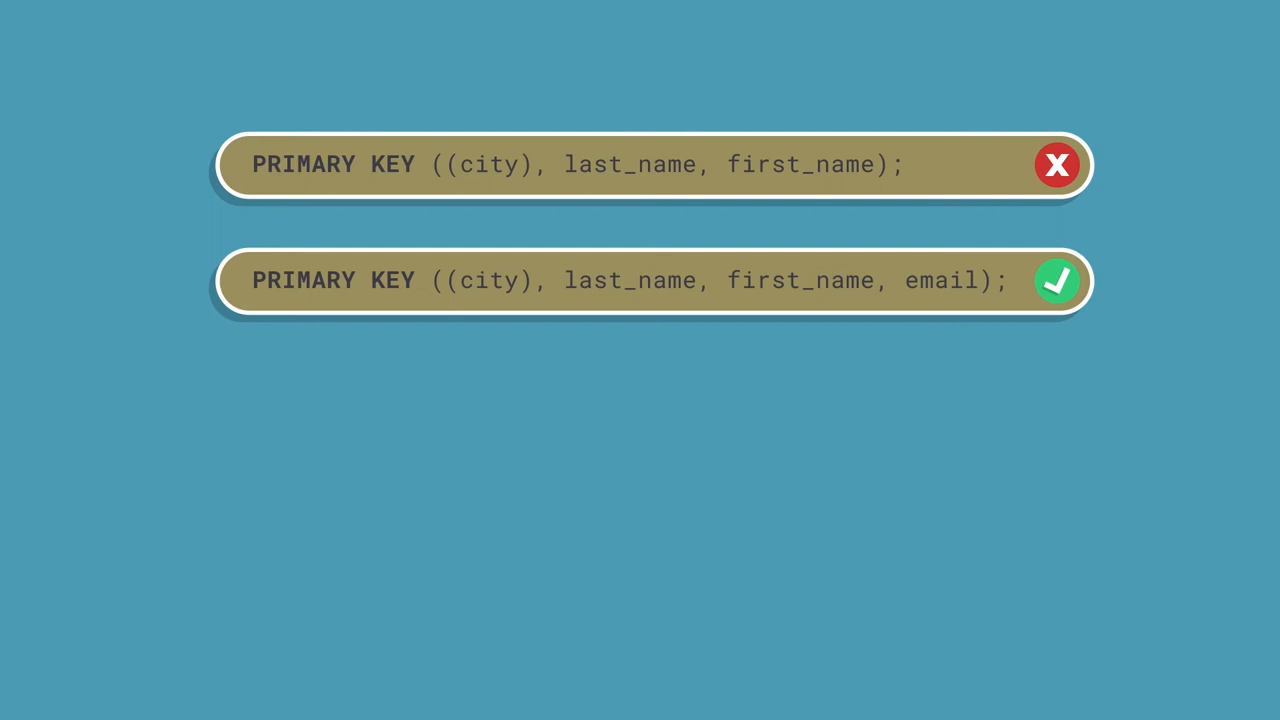 PRIMARY KEY ((city), last_name, first_name);
PRIMARY KEY ((city), last_name, first_name, email);